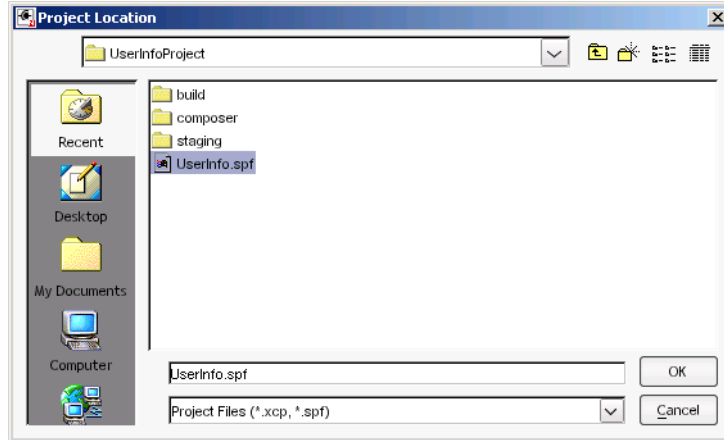 Project Location
UserInfoProject
build
composer
staging
UserInfo.spf
Recent
Desktop
My Documents
Computer
UserInfo.spf
OK
Project Files (*.xcp, *.spf)
Cancel